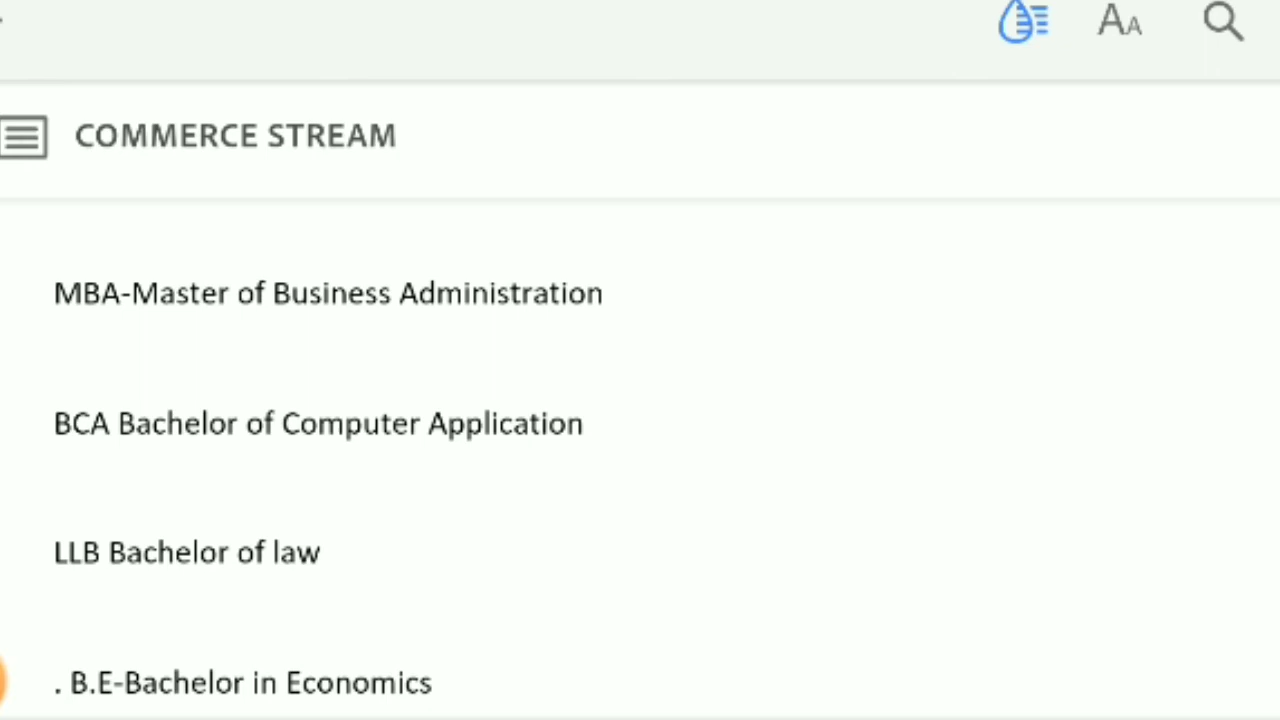 AA
COMMERCE STREAM
MBA-Master of Business Administration
BCA Bachelor of Computer Application
LLB Bachelor of law
. B.E-Bachelor in Economics